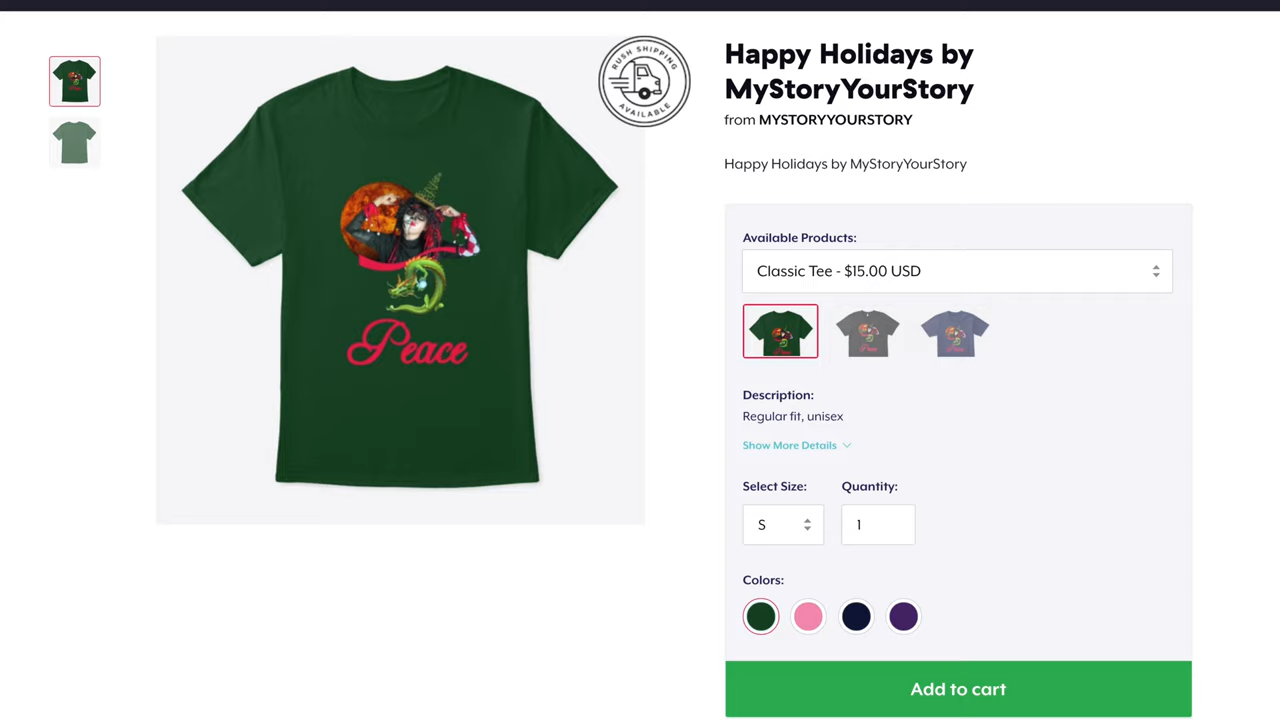 RUSH SHIPPING
AVAILABLE
Peace
Happy Holidays by
MyStoryYourStory
from MYSTORYYOURSTORY
Happy Holidays by MyStoryYourStory
Available Products:
Classic Tee - $15.00 USD
Description:
Regular fit, unisex
Show More Details
Select Size: Quantity:
S 1
Colors:
Add to cart